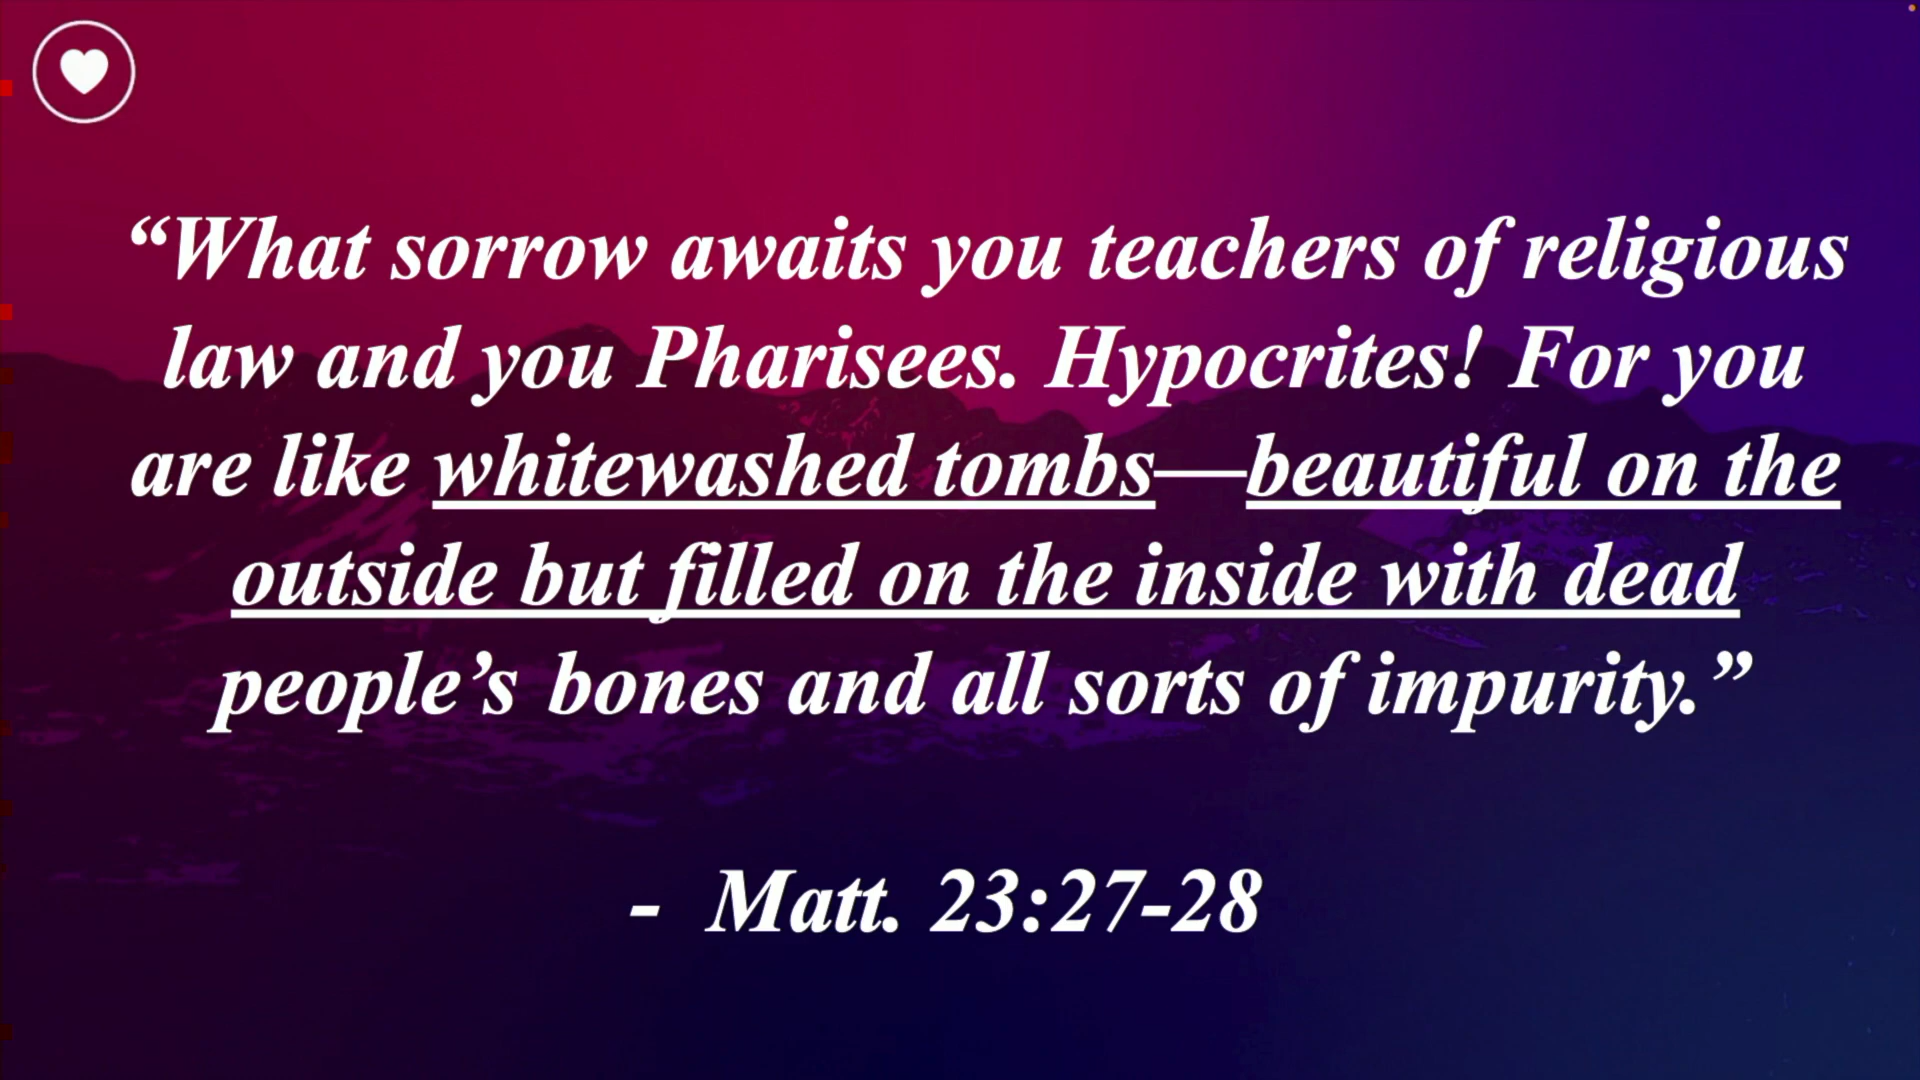 “What sorrow awaits you teachers of religious
law and you Pharisees. Hypocrites! For you
are like whitewashed tombs—beautiful on the
outside but filled on the inside with dead
people’s bones and all sorts of impurity.”
- Matt. 23:27-28